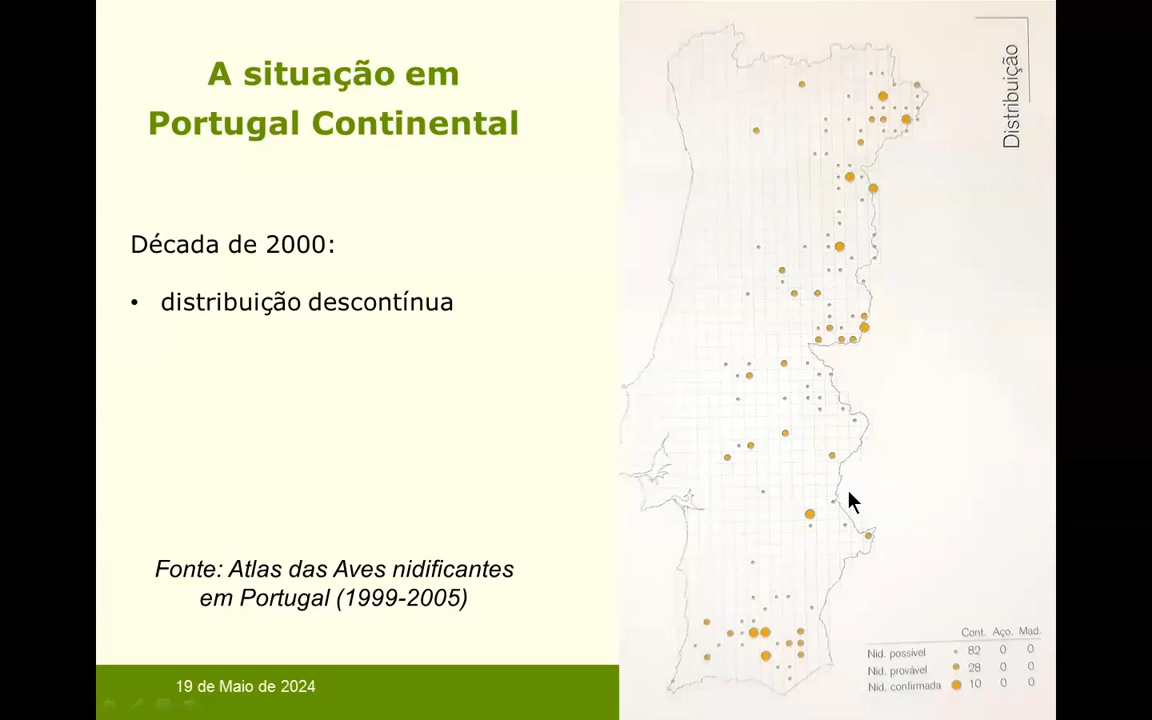 A situação em
Portugal Continental
Década de 2000:
• distribuição descontínua
Fonte: Atlas das Aves nidificantes
em Portugal (1999-2005)
19 de Maio de 2024
Distribuição
Cont. Aço. Mad.
Nid. possível 82 0 0
Nid. provável 28 0 0
Nid. confirmada 10 0 0